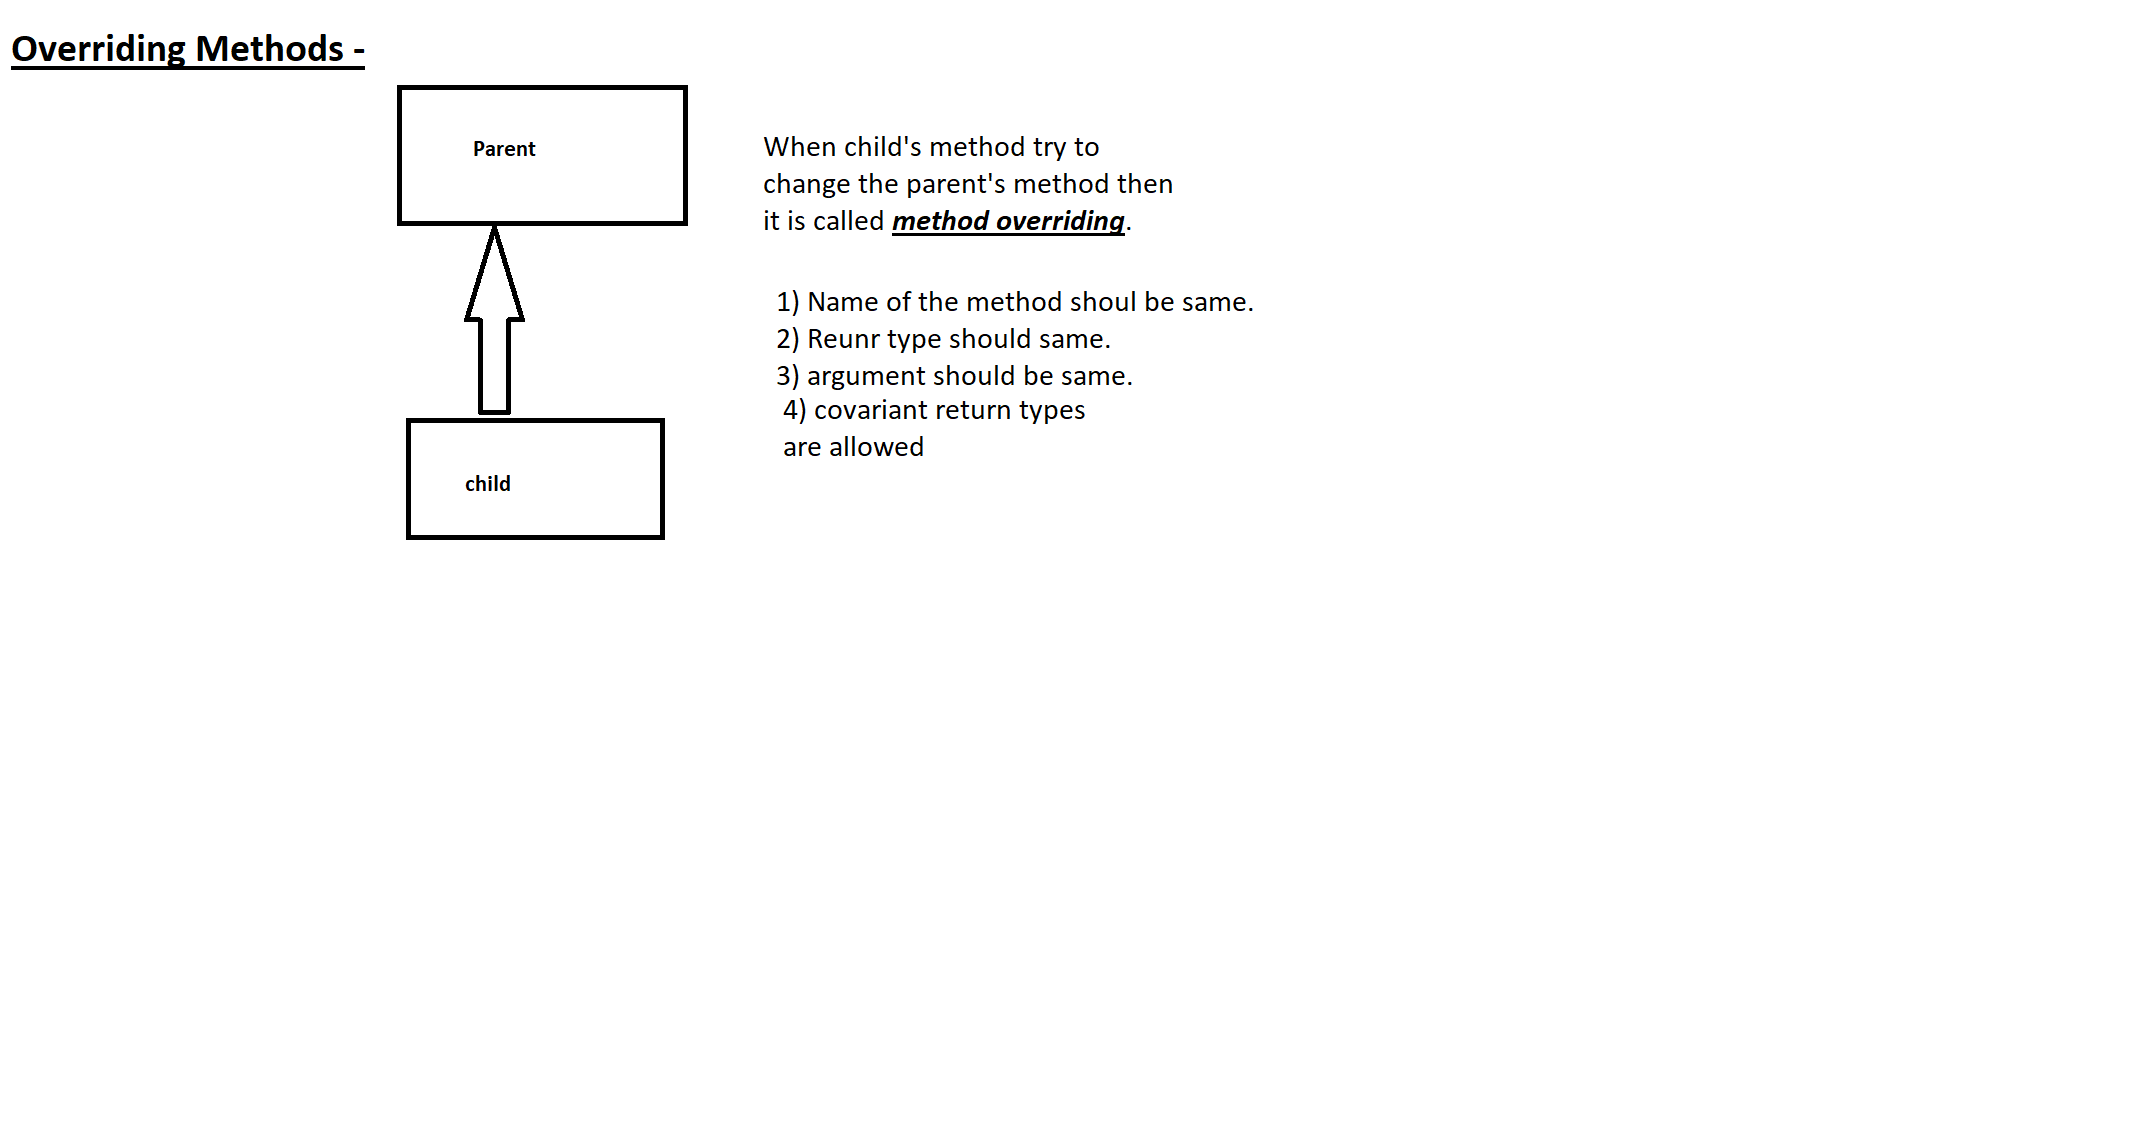 Overriding Methods -
Parent
When child's method try to
change the parent's method then
it is called method overriding.
1) Name of the method shoul be same.
2) Reunr type should same.
3) argument should be same.
4) covariant return types
are allowed
child